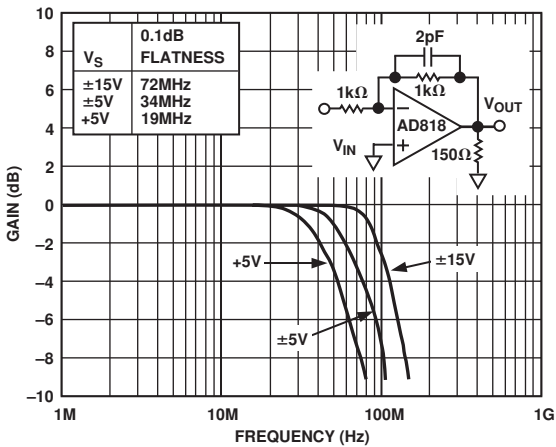 0.1dB
V_S FLATNESS
±15V 72MHz
±5V 34MHz
+5V 19MHz
2pF
1kΩ 1kΩ
V_IN AD818 V_OUT
−
+
150Ω
10
8
6
4
2
0
−2
−4
−6
−8
−10
GAIN (dB)
+5V
±5V
±15V
1M 10M 100M 1G
FREQUENCY (Hz)